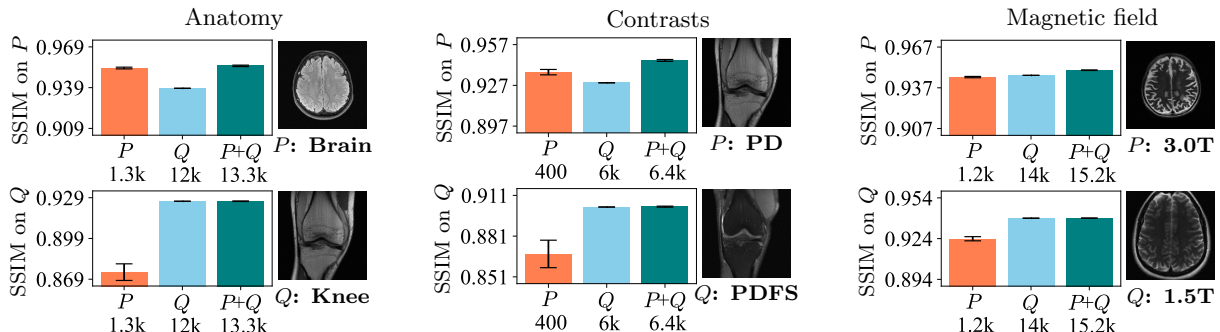 Anatomy
SSIM on P
0.969
0.939
0.909
P Q P+Q
1.3k 12k 13.3k
P: Brain
SSIM on Q
0.929
0.899
0.869
P Q P+Q
1.3k 12k 13.3k
Q: Knee
Contrasts
SSIM on P
0.957
0.927
0.897
P Q P+Q
400 6k 6.4k
P: PD
SSIM on Q
0.911
0.881
0.851
P Q P+Q
400 6k 6.4k
Q: PDFS
Magnetic field
SSIM on P
0.967
0.937
0.907
P Q P+Q
1.2k 14k 15.2k
P: 3.0T
SSIM on Q
0.954
0.924
0.894
P Q P+Q
1.2k 14k 15.2k
Q: 1.5T